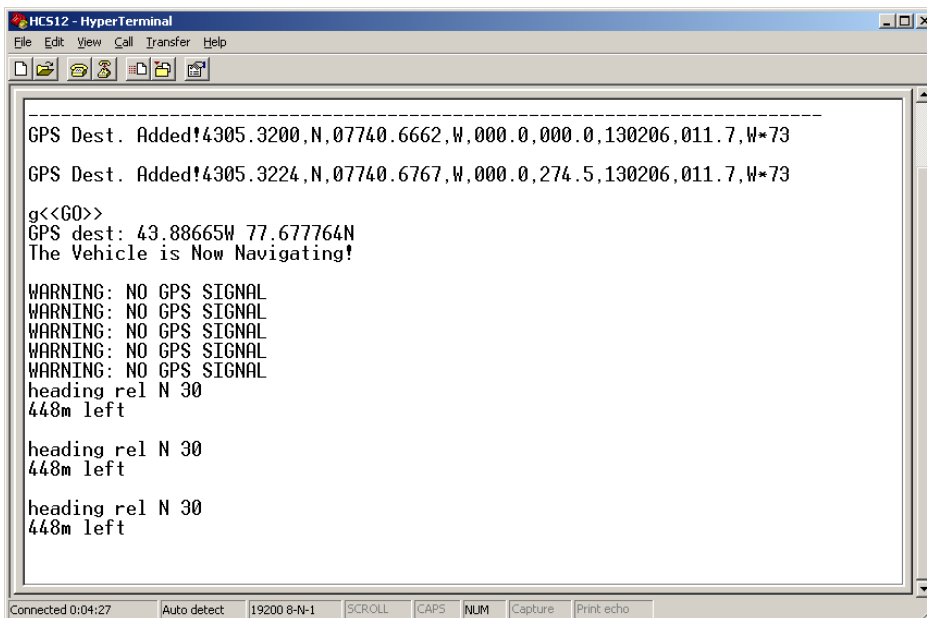 HCS12 - HyperTerminal
File Edit View Call Transfer Help
--------------------------------------------------------------------------
GPS Dest. Added!4305.3200,N,07740.6662,W,000.0,000.0,130206,011.7,W*73
GPS Dest. Added!4305.3224,N,07740.6767,W,000.0,274.5,130206,011.7,W*73
g<<GO>>
GPS dest: 43.88665W 77.677764N
The Vehicle is Now Navigating!
WARNING: NO GPS SIGNAL
WARNING: NO GPS SIGNAL
WARNING: NO GPS SIGNAL
WARNING: NO GPS SIGNAL
WARNING: NO GPS SIGNAL
heading rel N 30
448m left
heading rel N 30
448m left
heading rel N 30
448m left
Connected 0:04:27 Auto detect 19200 8-N-1 SCROLL CAPS NUM Capture Print echo